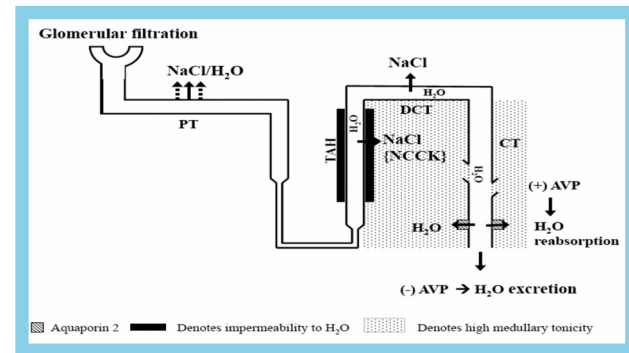 Glomerular filtration
NaCl/H₂O
PT
NaCl
H₂O
DCT
TAH
H₂O
NaCl
{NCCK}
CT
H₂O
(+) AVP
H₂O
H₂O
reabsorption
(-) AVP → H₂O excretion
Aquaporin 2
Denotes impermeability to H₂O
Denotes high medullary tonicity